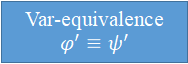 Var-equivalence
φ′ ≡ ψ′